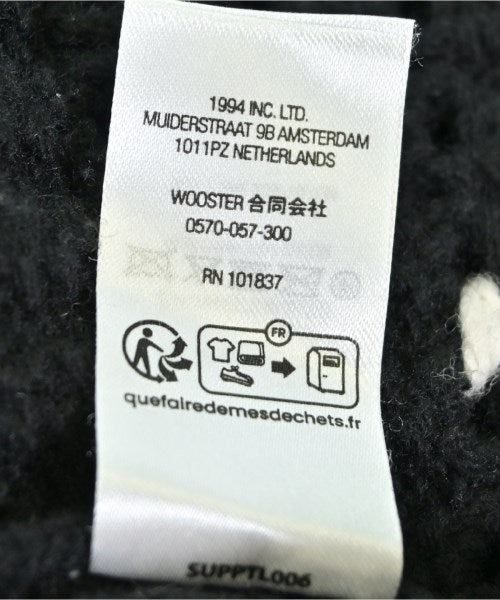 1994 INC. LTD.
MUIDERSTRAAT 9B AMSTERDAM
1011PZ NETHERLANDS
WOOSTER 合同会社
0570-057-300
RN 101837
FR
quefairedemesdechets.fr
SUPPTL006